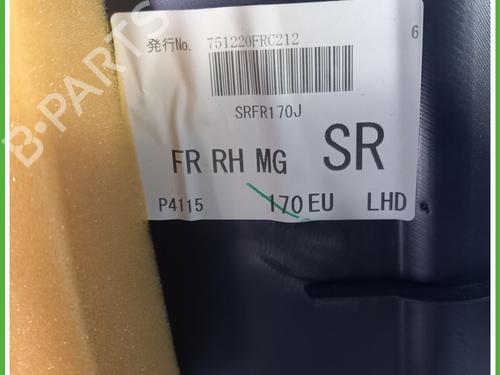 発行No. 751220FRC212 6
SRFR170J
FR RH MG SR
P4115 170 EU LHD
B-PARTS